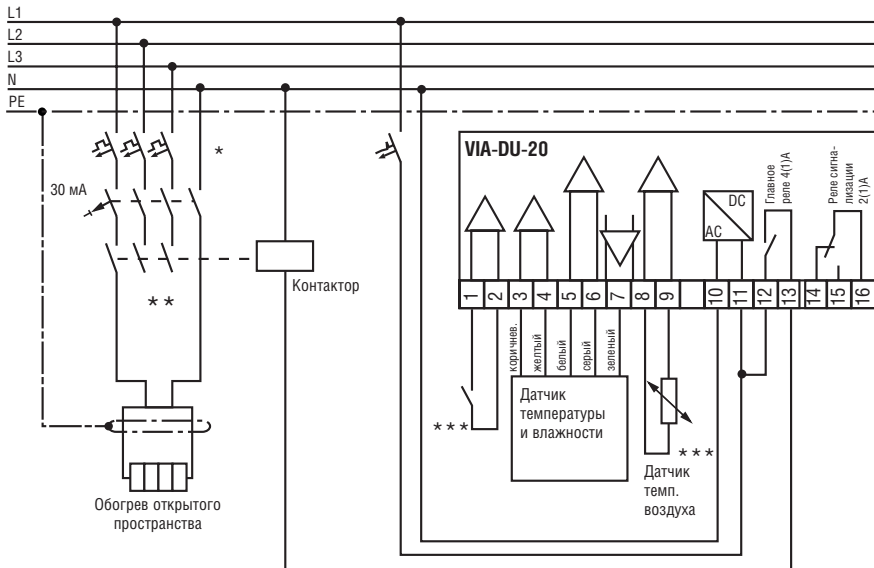 L1
L2
L3
N
PE
*
30 мА
VIA-DU-20
DC
AC
Главное
реле 4(1)A
Реле сигна-
лизации
2(1)A
Контактор
* *
1
2
3
4
5
6
7
8
9
10
11
12
13
14
15
16
коричнев.
желтый
белый
серый
зеленый
Датчик
температуры
и влажности
* * *
* * *
Датчик
темп.
воздуха
Обогрев открытого
пространства